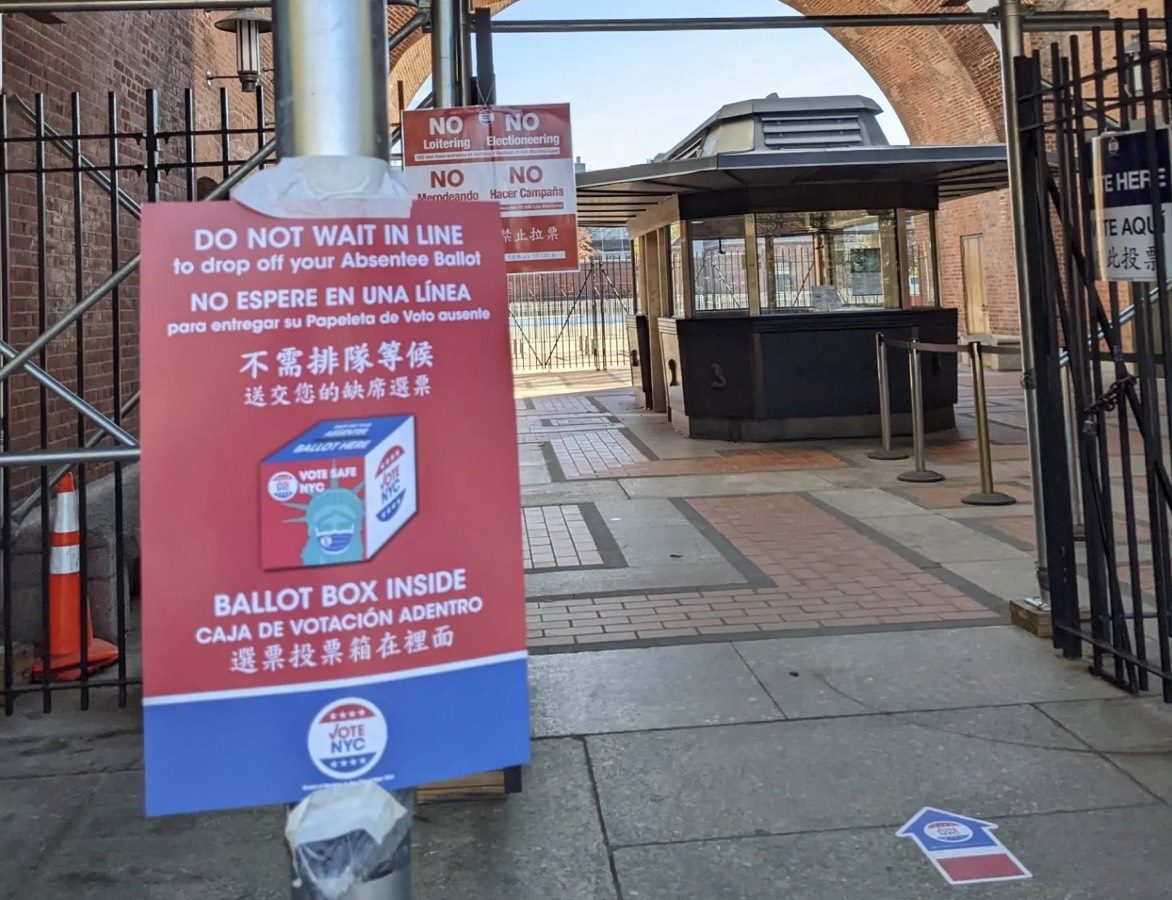 DO NOT WAIT IN LINE
to drop off your Absentee Ballot
NO ESPERE EN UNA LÍNEA
para entregar su Papeleta de Voto ausente
不需排隊等候
送交您的缺席選票
ABSENTEE
BALLOT HERE
VOTE SAFE
NYC
VOTE
NYC
BALLOT BOX INSIDE
CAJA DE VOTACIÓN ADENTRO
選票投票箱在裡面
VOTE
NYC
NO
Loitering
NO
Electioneering
NO
Merodeando
NO
Hacer Campaña
禁止拉票
TE HERE
TE AQUÍ
此投票